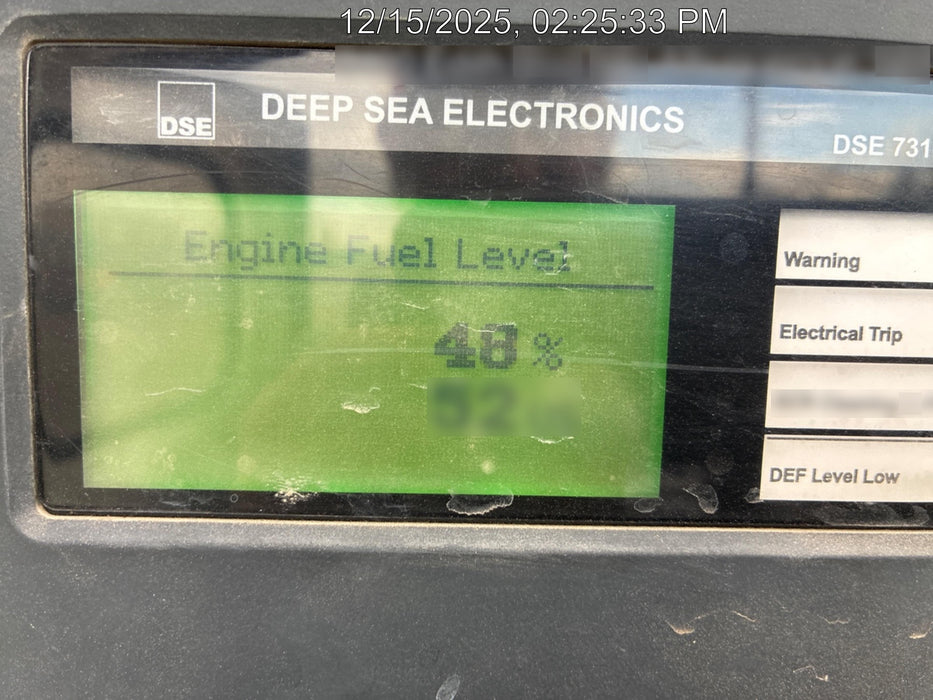 12/15/2025, 02:25:33 PM
DSE
DEEP SEA ELECTRONICS
DSE 731
Engine Fuel Level
48 %
Warning
Electrical Trip
DEF Level Low